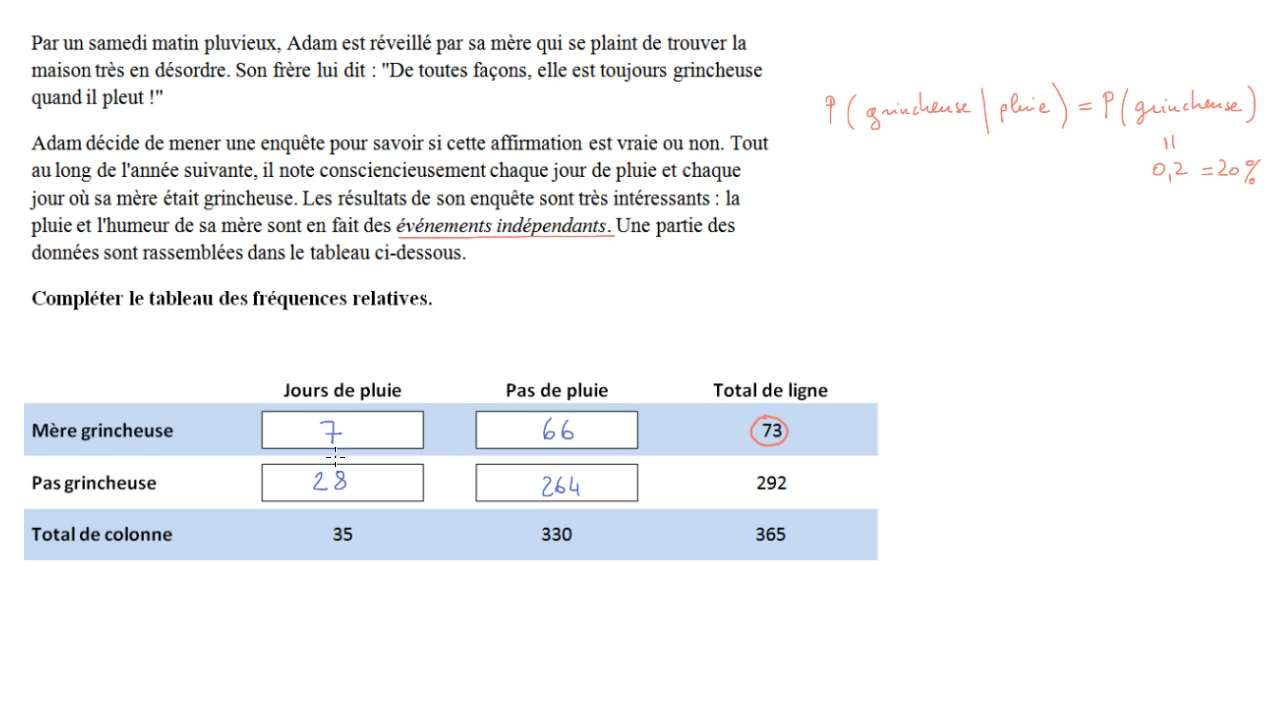 Par un samedi matin pluvieux, Adam est réveillé par sa mère qui se plaint de trouver la
maison très en désordre. Son frère lui dit : "De toutes façons, elle est toujours grincheuse
quand il pleut !"
P ( grincheuse | pluie ) = P ( grincheuse )
=
0,2 = 20%
Adam décide de mener une enquête pour savoir si cette affirmation est vraie ou non. Tout
au long de l'année suivante, il note consciencieusement chaque jour de pluie et chaque
jour où sa mère était grincheuse. Les résultats de son enquête sont très intéressants : la
pluie et l'humeur de sa mère sont en fait des événements indépendants. Une partie des
données sont rassemblées dans le tableau ci-dessous.
Compléter le tableau des fréquences relatives.
Jours de pluie Pas de pluie Total de ligne
Mère grincheuse 7 66 73
Pas grincheuse 28 264 292
Total de colonne 35 330 365